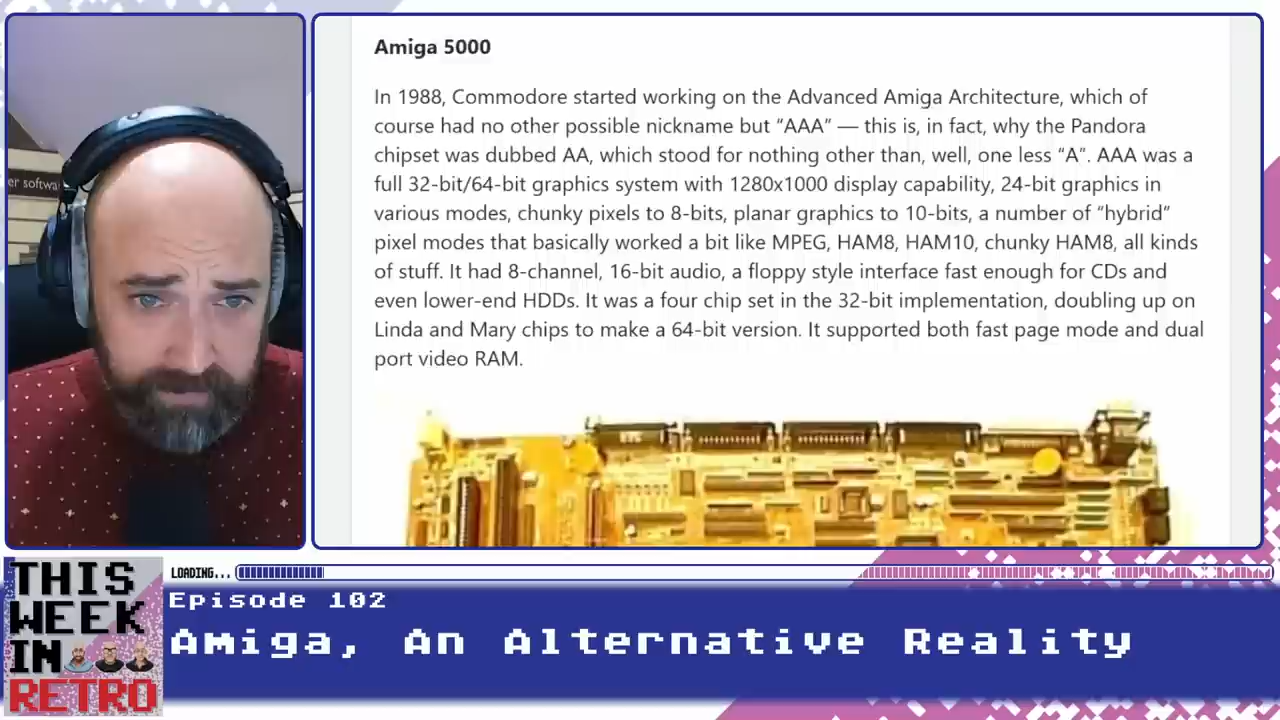 er softwa
Amiga 5000
In 1988, Commodore started working on the Advanced Amiga Architecture, which of
course had no other possible nickname but “AAA” — this is, in fact, why the Pandora
chipset was dubbed AA, which stood for nothing other than, well, one less “A”. AAA was a
full 32-bit/64-bit graphics system with 1280x1000 display capability, 24-bit graphics in
various modes, chunky pixels to 8-bits, planar graphics to 10-bits, a number of “hybrid”
pixel modes that basically worked a bit like MPEG, HAM8, HAM10, chunky HAM8, all kinds
of stuff. It had 8-channel, 16-bit audio, a floppy style interface fast enough for CDs and
even lower-end HDDs. It was a four chip set in the 32-bit implementation, doubling up on
Linda and Mary chips to make a 64-bit version. It supported both fast page mode and dual
port video RAM.
THIS
WEEK
IN
RETRO
LOADING...
Episode 102
Amiga, An Alternative Reality